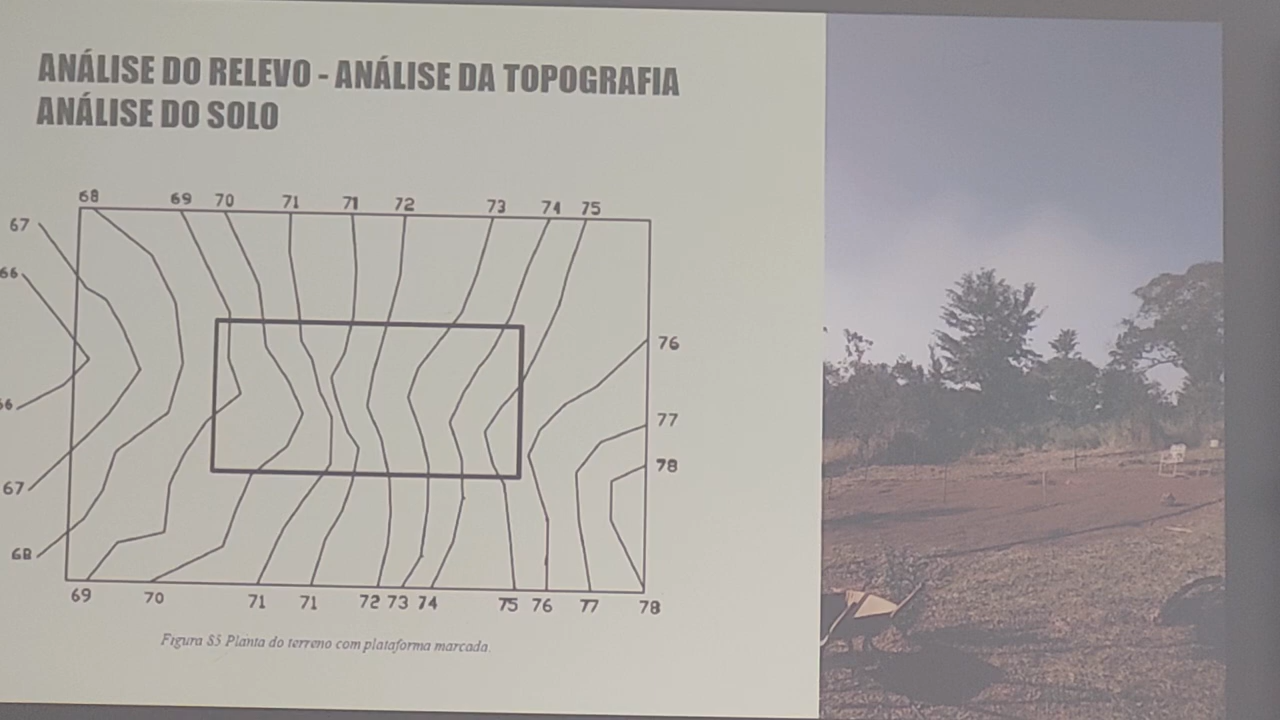 ANÁLISE DO RELEVO - ANÁLISE DA TOPOGRAFIA
ANÁLISE DO SOLO
68 69 70 71 71 72 73 74 75
67
66
76
66
77
78
67
68
69 70 71 71 72 73 74 75 76 77 78
Figura 85 Planta do terreno com plataforma marcada.